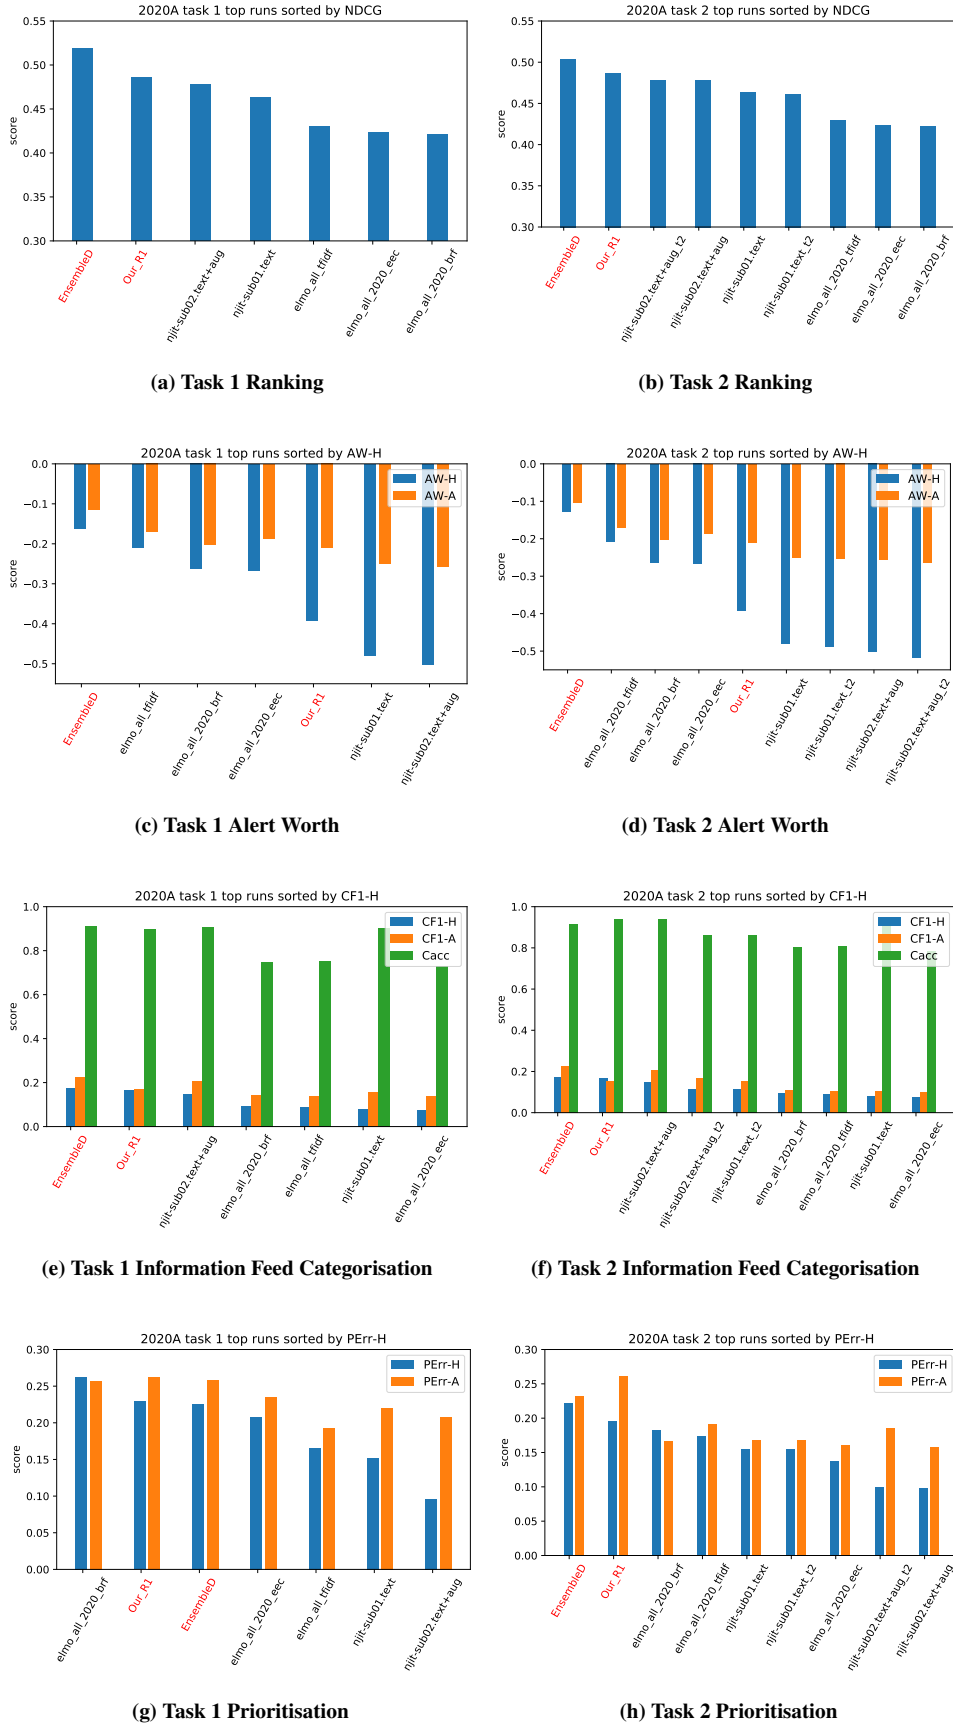 2020A task 1 top runs sorted by NDCG
0.55
0.50
0.45
0.40
0.35
0.30
score
EnsembleD
Our_R1
njit-sub02.text+aug
njit-sub01.text
elmo_all_tfidf
elmo_all_2020_eec
elmo_all_2020_brf
(a) Task 1 Ranking
2020A task 2 top runs sorted by NDCG
0.55
0.50
0.45
0.40
0.35
0.30
score
EnsembleD
Our_R1
njit-sub02.text+aug_t2
njit-sub02.text+aug
njit-sub01.text
njit-sub01.text_t2
elmo_all_2020_tfidf
elmo_all_2020_eec
elmo_all_2020_brf
(b) Task 2 Ranking
2020A task 1 top runs sorted by AW-H
0.0
−0.1
−0.2
−0.3
−0.4
−0.5
score
AW-H
AW-A
EnsembleD
elmo_all_tfidf
elmo_all_2020_brf
elmo_all_2020_eec
Our_R1
njit-sub01.text
njit-sub02.text+aug
(c) Task 1 Alert Worth
2020A task 2 top runs sorted by AW-H
0.0
−0.1
−0.2
−0.3
−0.4
−0.5
score
AW-H
AW-A
EnsembleD
elmo_all_2020_tfidf
elmo_all_2020_brf
elmo_all_2020_eec
Our_R1
njit-sub01.text
njit-sub01.text_t2
njit-sub02.text+aug
njit-sub02.text+aug_t2
(d) Task 2 Alert Worth
2020A task 1 top runs sorted by CF1-H
1.0
0.8
0.6
0.4
0.2
0.0
score
CF1-H
CF1-A
Cacc
EnsembleD
Our_R1
njit-sub02.text+aug
elmo_all_2020_brf
elmo_all_tfidf
njit-sub01.text
elmo_all_2020_eec
(e) Task 1 Information Feed Categorisation
2020A task 2 top runs sorted by CF1-H
1.0
0.8
0.6
0.4
0.2
0.0
score
CF1-H
CF1-A
Cacc
EnsembleD
Our_R1
njit-sub02.text+aug
njit-sub02.text+aug_t2
njit-sub01.text_t2
elmo_all_2020_brf
elmo_all_2020_tfidf
njit-sub01.text
elmo_all_2020_eec
(f) Task 2 Information Feed Categorisation
2020A task 1 top runs sorted by PErr-H
0.30
0.25
0.20
0.15
0.10
0.05
0.00
score
PErr-H
PErr-A
elmo_all_2020_brf
Our_R1
EnsembleD
elmo_all_2020_eec
elmo_all_tfidf
njit-sub01.text
njit-sub02.text+aug
(g) Task 1 Prioritisation
2020A task 2 top runs sorted by PErr-H
0.30
0.25
0.20
0.15
0.10
0.05
0.00
score
PErr-H
PErr-A
EnsembleD
Our_R1
elmo_all_2020_brf
elmo_all_2020_tfidf
njit-sub01.text
njit-sub01.text_t2
elmo_all_2020_eec
njit-sub02.text+aug_t2
njit-sub02.text+aug
(h) Task 2 Prioritisation